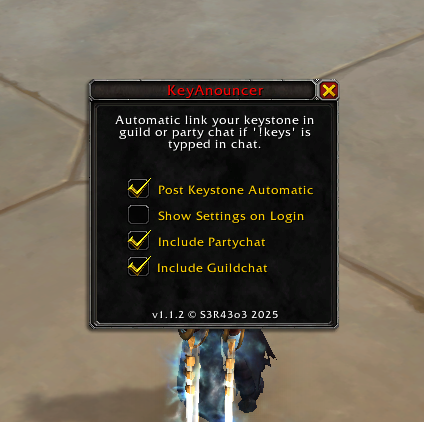 KeyAnouncer
Automatic link your keystone in
guild or party chat if '!keys' is
typped in chat.
Post Keystone Automatic
Show Settings on Login
Include Partychat
Include Guildchat
v1.1.2 © S3R43o3 2025